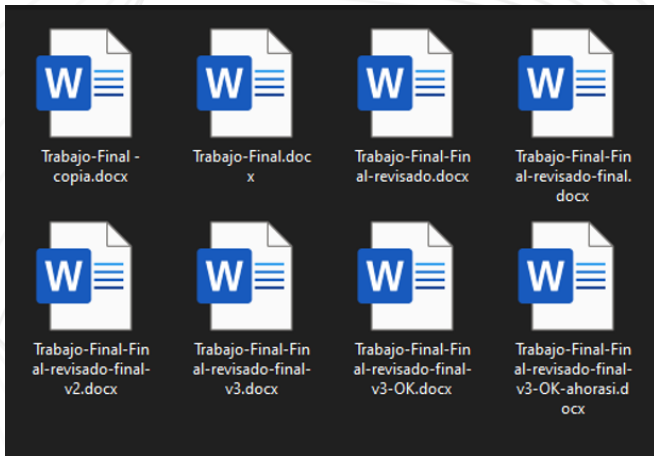 W
W
W
W
Trabajo-Final -
copia.docx
Trabajo-Final.doc
x
Trabajo-Final-Fin
al-revisado.docx
Trabajo-Final-Fin
al-revisado-final.
docx
W
W
W
W
Trabajo-Final-Fin
al-revisado-final-
v2.docx
Trabajo-Final-Fin
al-revisado-final-
v3.docx
Trabajo-Final-Fin
al-revisado-final-
v3-OK.docx
Trabajo-Final-Fin
al-revisado-final-
v3-OK-ahorasi.d
ocx